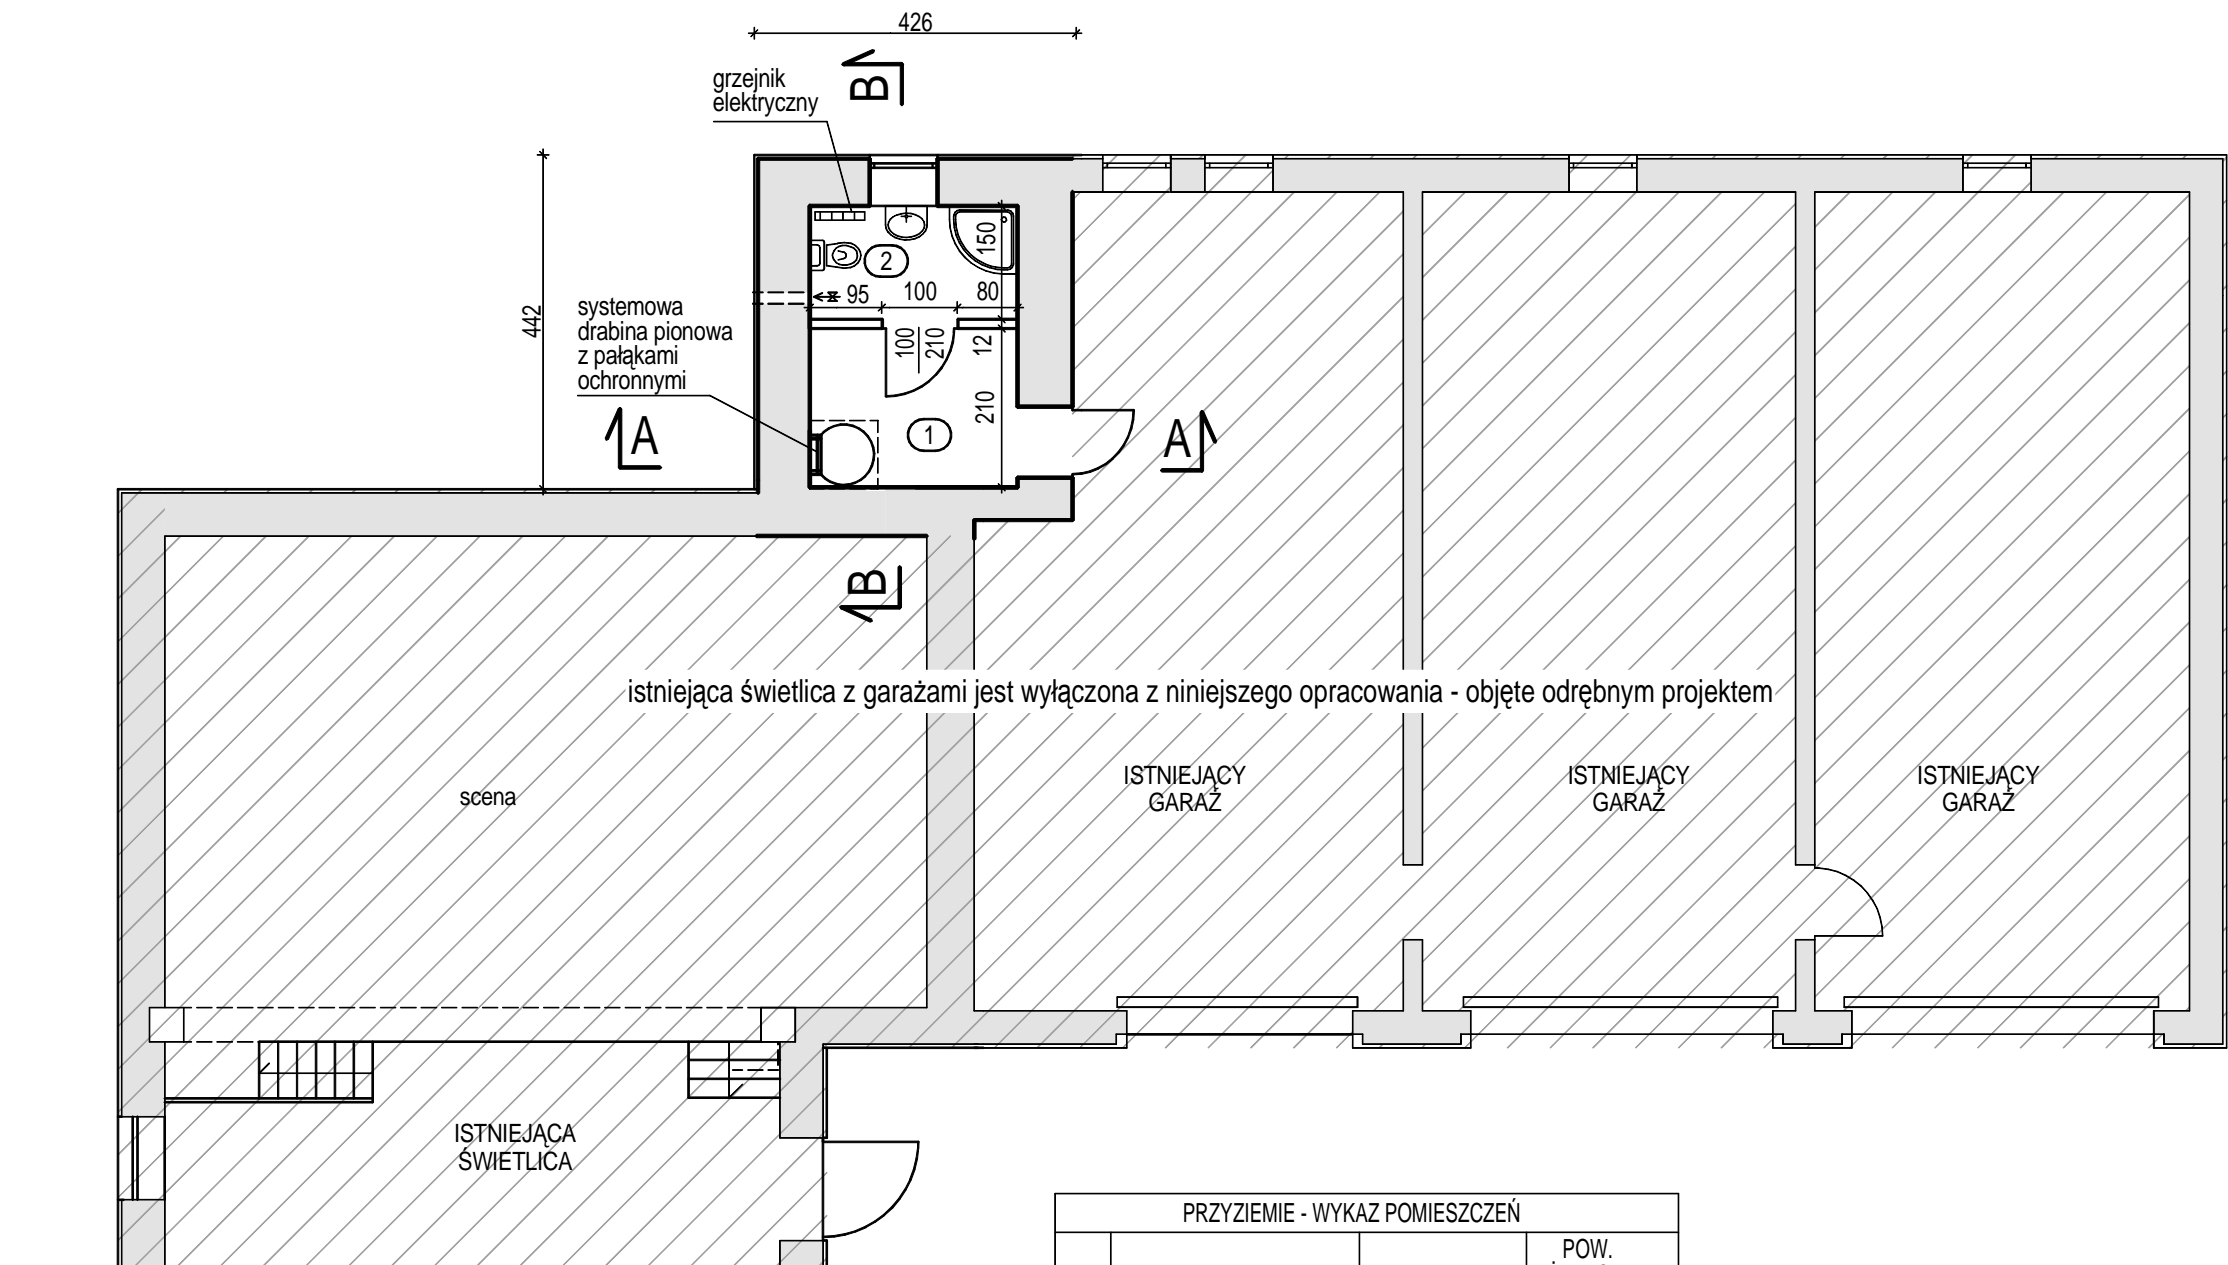 426
B
grzejnik
elektryczny
442
150
2
95
100
80
systemowa
drabina pionowa
z pałąkami
ochronnymi
100
210
12
210
A
1
A
B
istniejąca świetlica z garażami jest wyłączona z niniejszego opracowania - objęte odrębnym projektem
scena
ISTNIEJĄCY
GARAŻ
ISTNIEJĄCY
GARAŻ
ISTNIEJĄCY
GARAŻ
ISTNIEJĄCA
ŚWIETLICA
PRZYZIEMIE - WYKAZ POMIESZCZEŃ
POW.